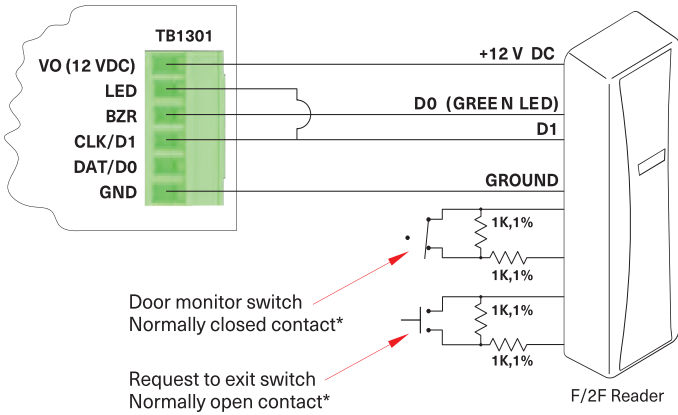 TB1301
VO (12 VDC)
LED
BZR
CLK/D1
DAT/D0
GND
+12 V DC
D0 (GREEN LED)
D1
GROUND
1K,1%
1K,1%
Door monitor switch
Normally closed contact*
1K,1%
1K,1%
Request to exit switch
Normally open contact*
F/2F Reader